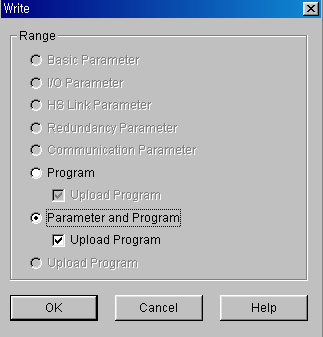 Write
Range
Basic Parameter
I/O Parameter
HS Link Parameter
Redundancy Parameter
Communication Parameter
Program
Upload Program
Parameter and Program
Upload Program
Upload Program
OK Cancel Help